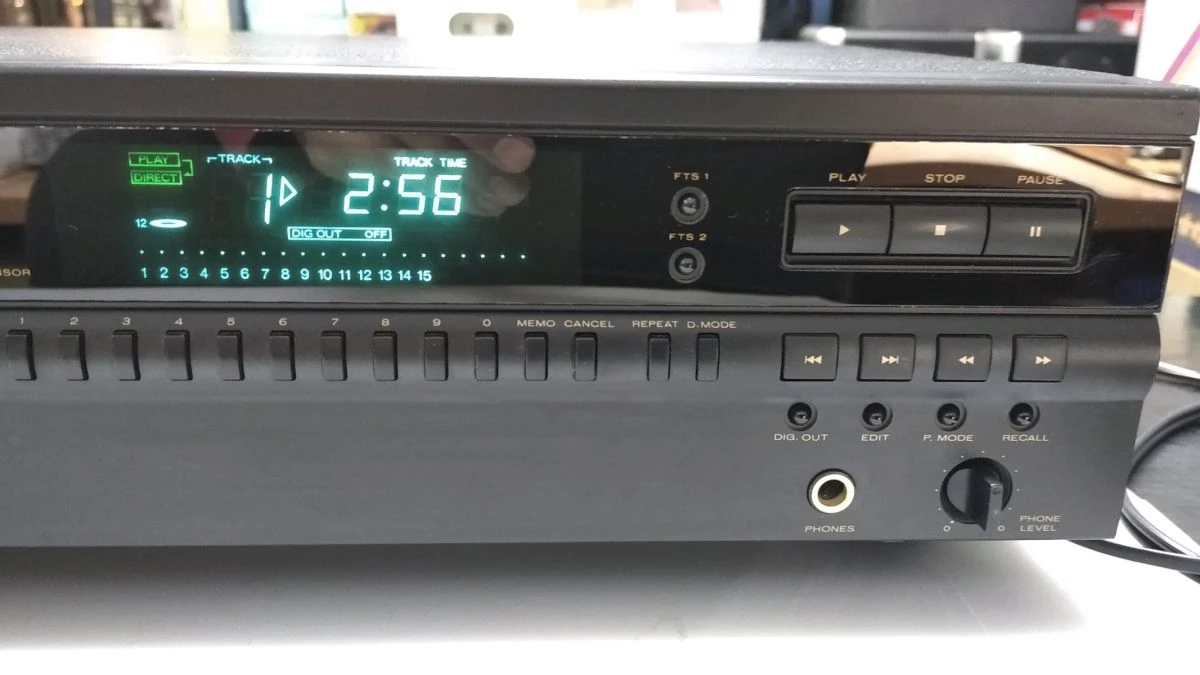 PLAY
DIRECT
TRACK
TRACK TIME
1 2:56
12
DIG OUT OFF
1 2 3 4 5 6 7 8 9 10 11 12 13 14 15
FTS 1
FTS 2
PLAY STOP PAUSE
1 2 3 4 5 6 7 8 9 0 MEMO CANCEL REPEAT D.MODE
DIG. OUT EDIT P. MODE RECALL
PHONES
0 10
PHONE
LEVEL